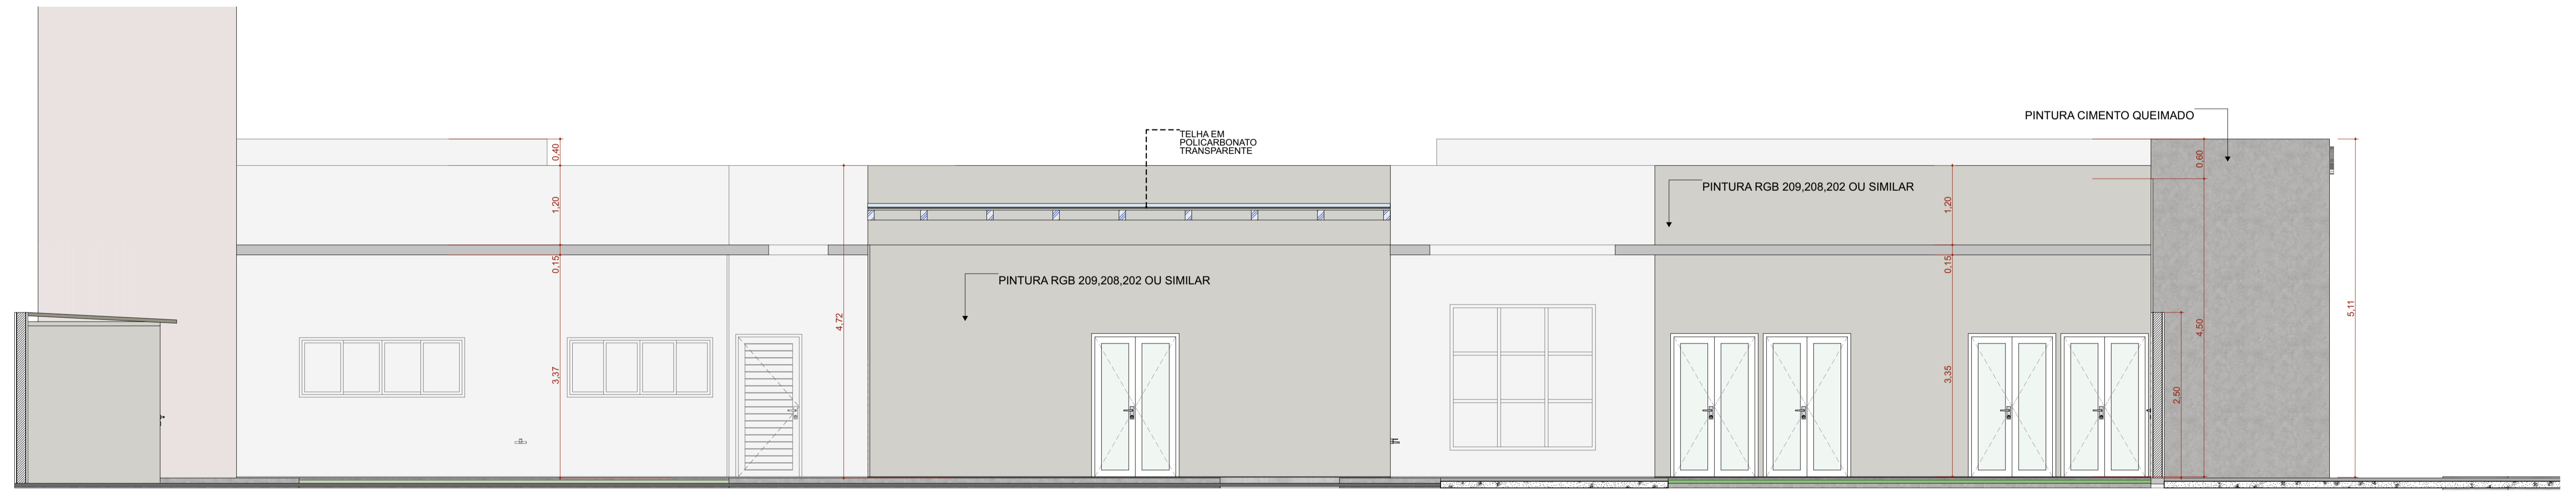 PINTURA CIMENTO QUEIMADO
TELHA EM
POLICARBONATO
TRANSPARENTE
0,40
0,60
PINTURA RGB 209,208,202 OU SIMILAR
1,20
1,20
0,15
0,15
PINTURA RGB 209,208,202 OU SIMILAR
4,72
5,11
4,50
3,37
3,35
2,50